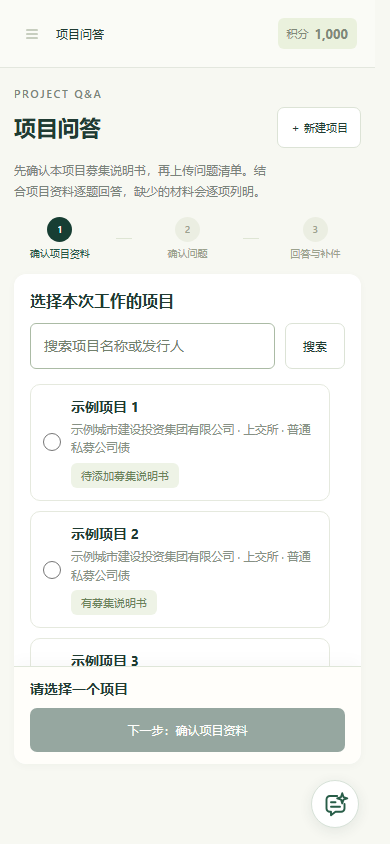 项目问答
积分 1,000
PROJECT Q&A
项目问答
+ 新建项目
先确认本项目募集说明书，再上传问题清单。结
合项目资料逐题回答，缺少的材料会逐项列明。
1
2
3
确认项目资料
确认问题
回答与补件
选择本次工作的项目
搜索项目名称或发行人
搜索
示例项目 1
示例城市建设投资集团有限公司 · 上交所 · 普通
私募公司债
待添加募集说明书
示例项目 2
示例城市建设投资集团有限公司 · 上交所 · 普通
私募公司债
有募集说明书
示例项目 3
请选择一个项目
下一步：确认项目资料